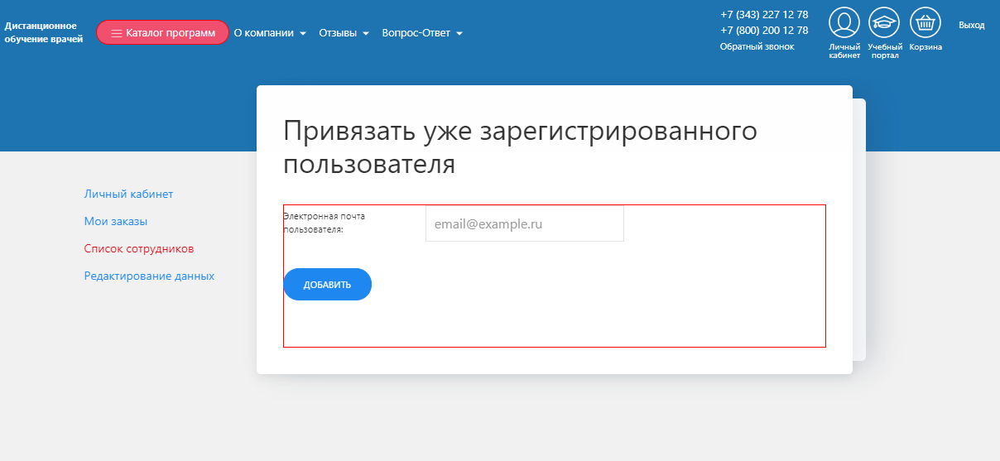 Дистанционное
обучение врачей
Каталог программ
О компании
Отзывы
Вопрос-Ответ
+7 (343) 227 12 78
+7 (800) 200 12 78
Обратный звонок
Личный
кабинет
Учебный
портал
Корзина
Выход
Привязать уже зарегистрированного
пользователя
Личный кабинет
Мои заказы
Список сотрудников
Редактирование данных
Электронная почта
пользователя:
email@example.ru
ДОБАВИТЬ